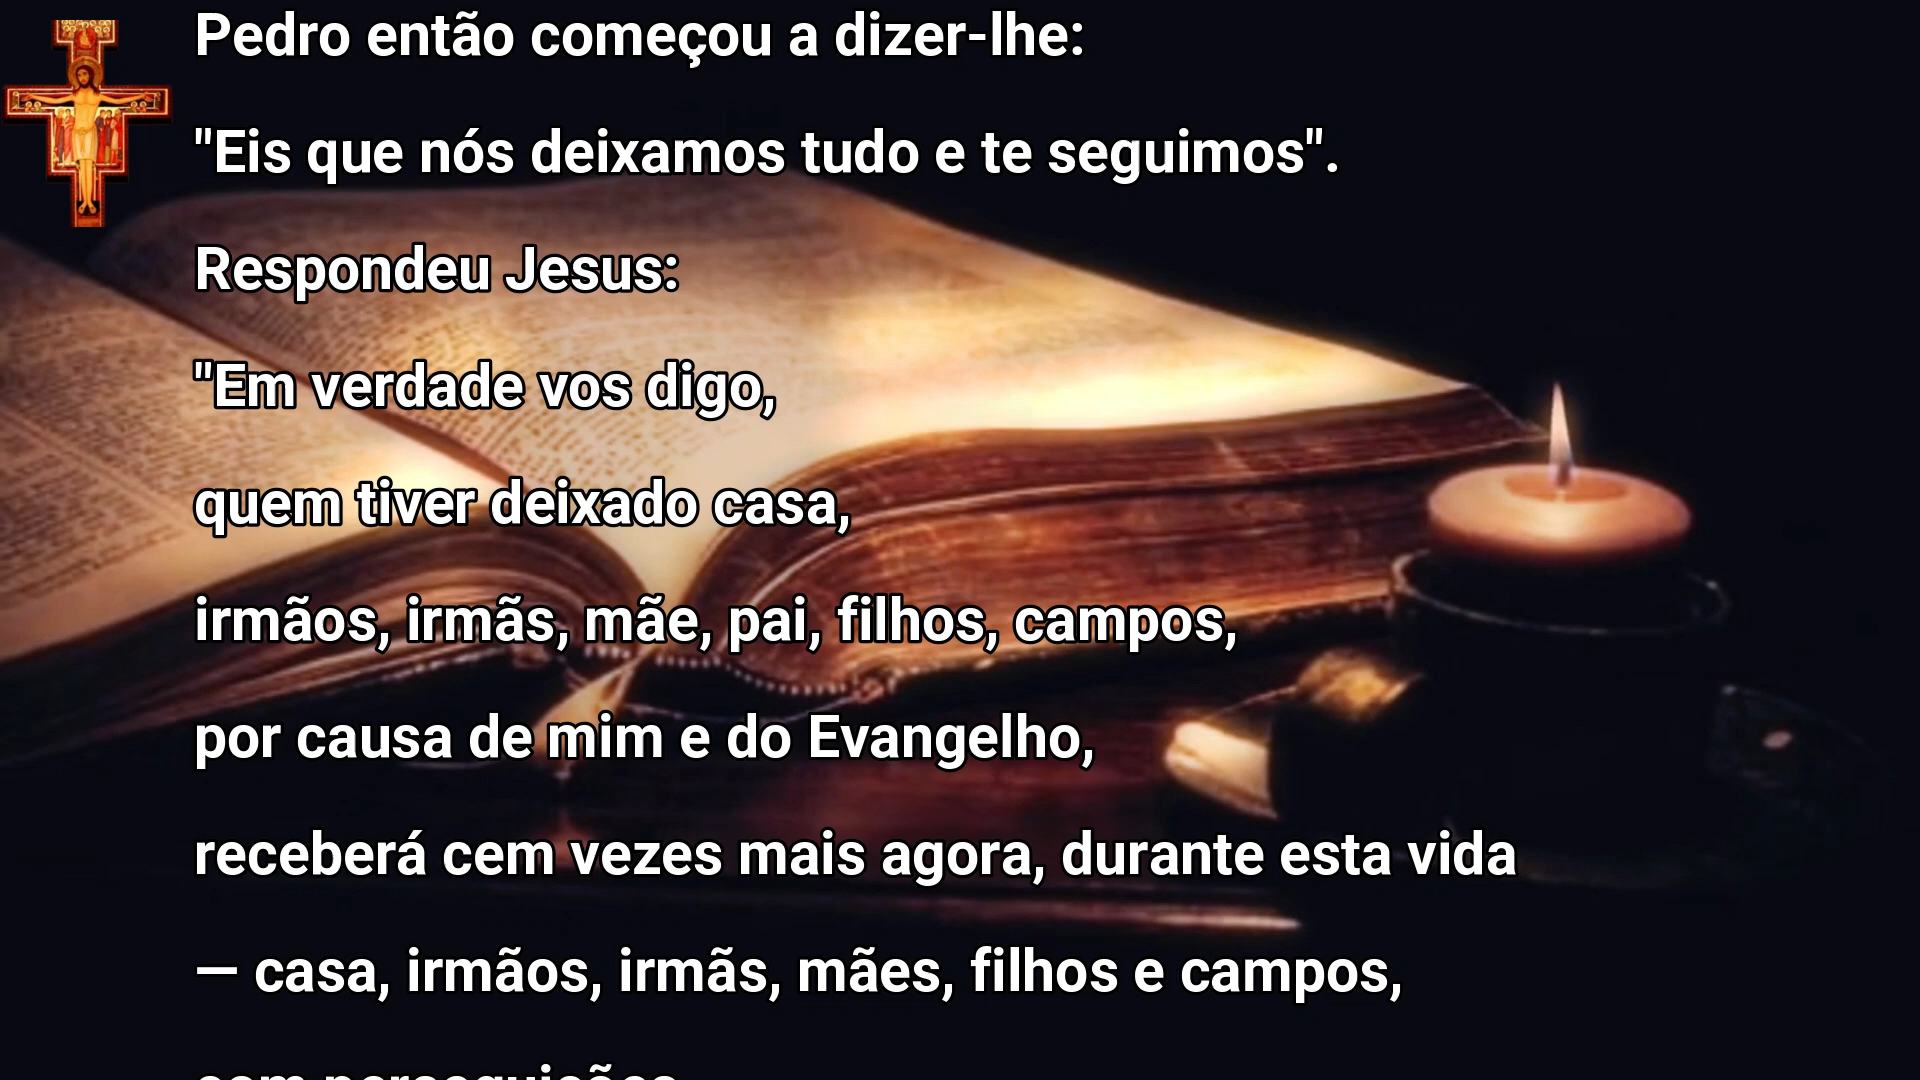 Pedro então começou a dizer-lhe:
"Eis que nós deixamos tudo e te seguimos".
Respondeu Jesus:
"Em verdade vos digo,
quem tiver deixado casa,
irmãos, irmãs, mãe, pai, filhos, campos,
por causa de mim e do Evangelho,
receberá cem vezes mais agora, durante esta vida
— casa, irmãos, irmãs, mães, filhos e campos,
com perseguições